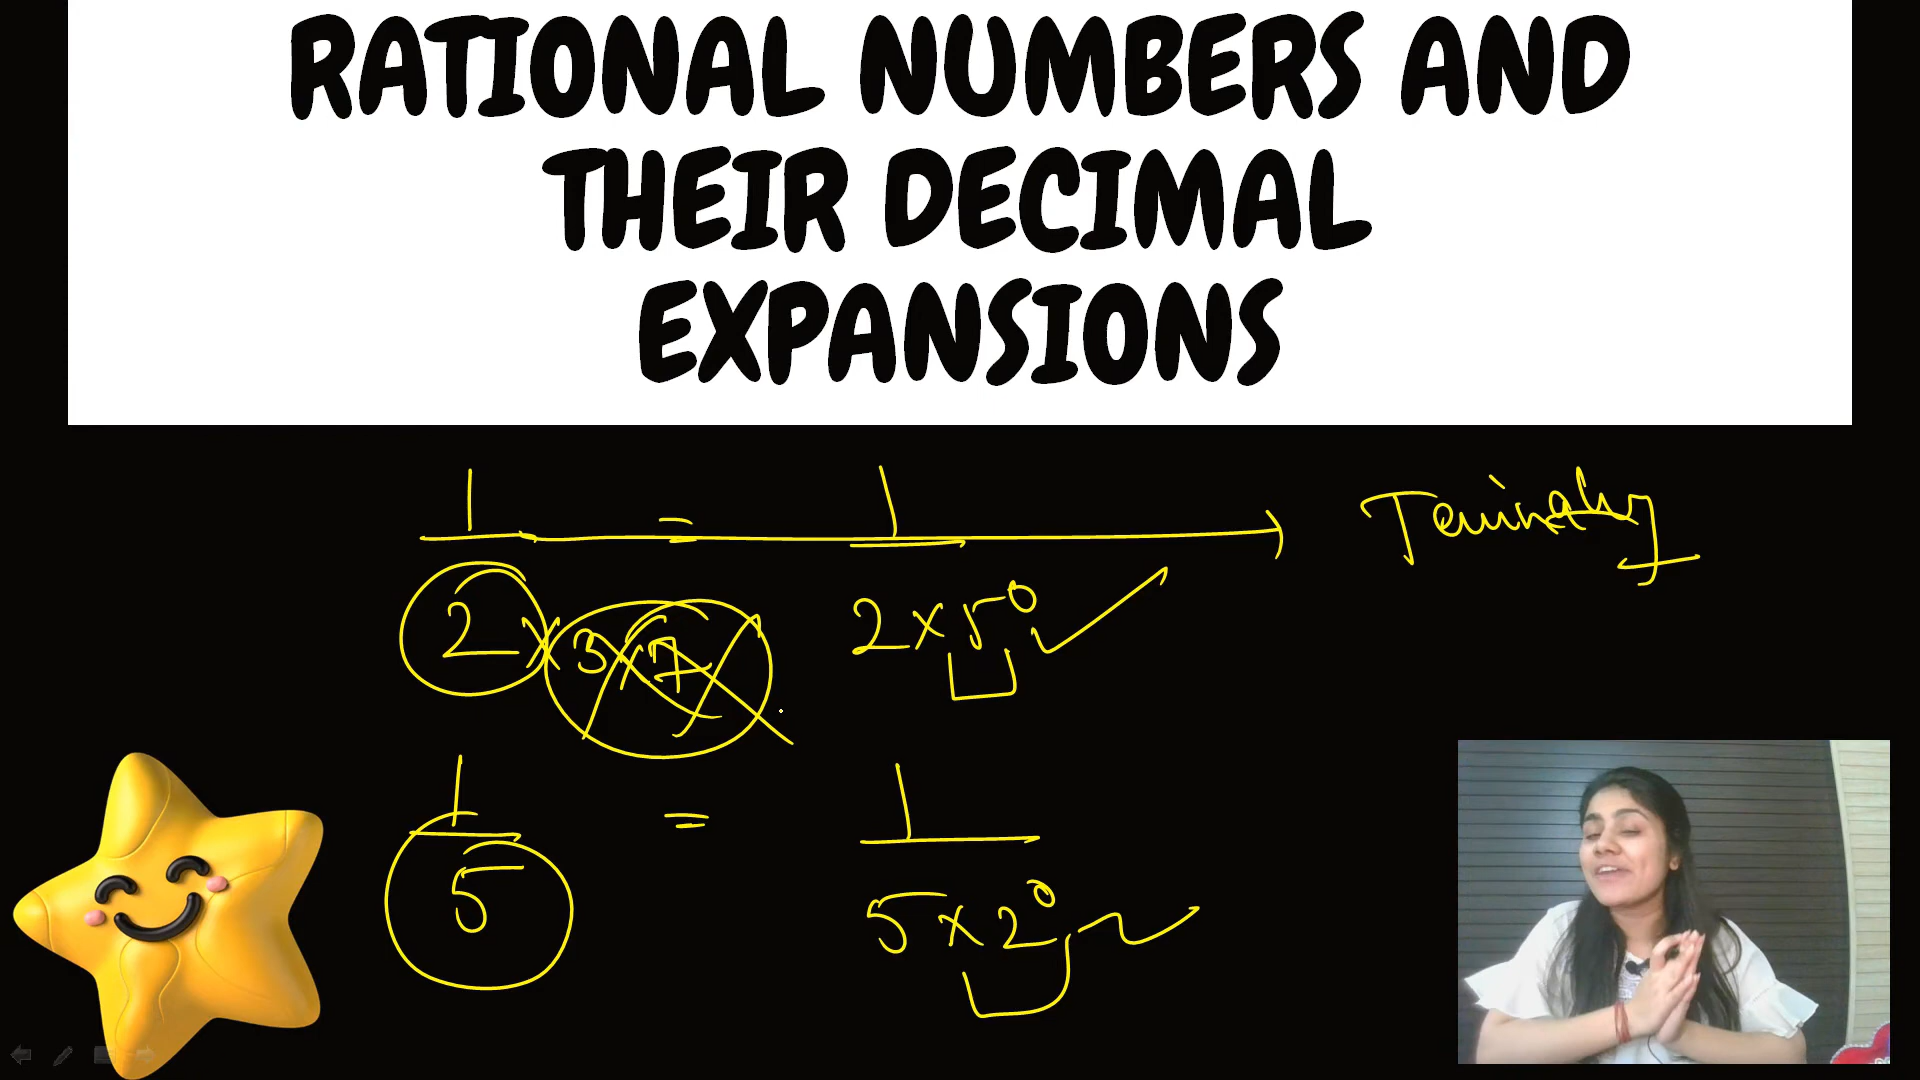 RATIONAL NUMBERS AND
THEIR DECIMAL
EXPANSIONS
1 = 1 Terminating
2 × 3 × 7 2 × 5⁰
1 = 1
5 5 × 2⁰